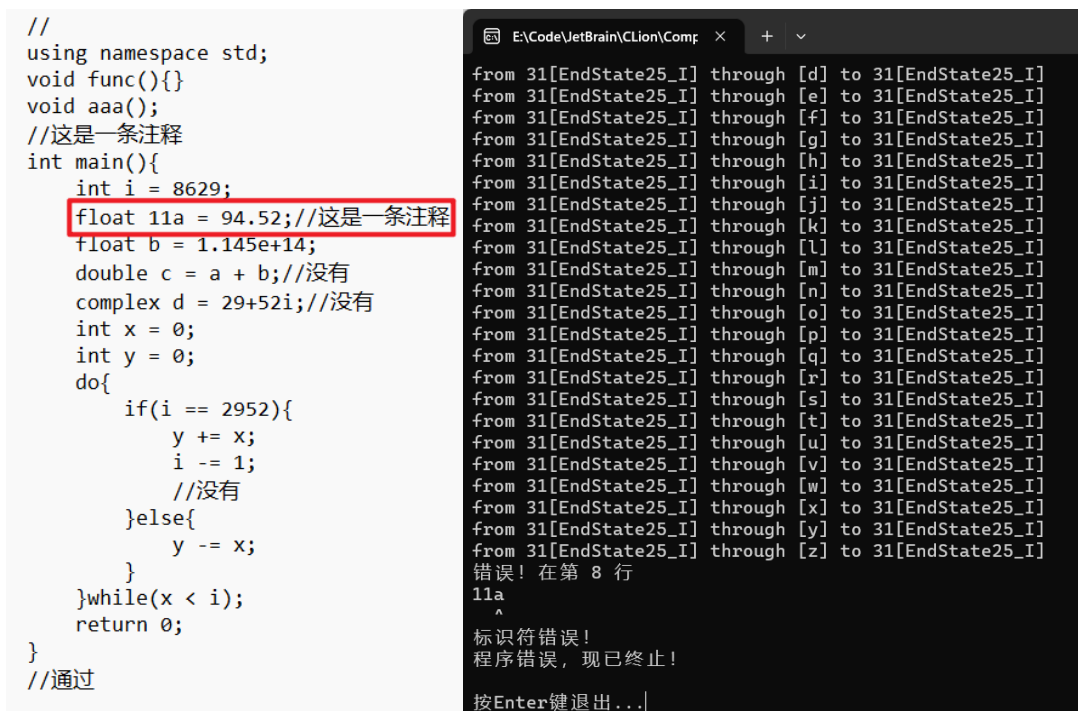 //
using namespace std;
void func(){}
void aaa();
//这是一条注释
int main(){
    int i = 8629;
    float 11a = 94.52;//这是一条注释
    float b = 1.145e+14;
    double c = a + b;//没有
    complex d = 29+52i;//没有
    int x = 0;
    int y = 0;
    do{
        if(i == 2952){
            y += x;
            i -= 1;
            //没有
        }else{
            y -= x;
        }
    }while(x < i);
    return 0;
}
//通过
E:\Code\JetBrain\CLion\Comp
from 31[EndState25_I] through [d] to 31[EndState25_I]
from 31[EndState25_I] through [e] to 31[EndState25_I]
from 31[EndState25_I] through [f] to 31[EndState25_I]
from 31[EndState25_I] through [g] to 31[EndState25_I]
from 31[EndState25_I] through [h] to 31[EndState25_I]
from 31[EndState25_I] through [i] to 31[EndState25_I]
from 31[EndState25_I] through [j] to 31[EndState25_I]
from 31[EndState25_I] through [k] to 31[EndState25_I]
from 31[EndState25_I] through [l] to 31[EndState25_I]
from 31[EndState25_I] through [m] to 31[EndState25_I]
from 31[EndState25_I] through [n] to 31[EndState25_I]
from 31[EndState25_I] through [o] to 31[EndState25_I]
from 31[EndState25_I] through [p] to 31[EndState25_I]
from 31[EndState25_I] through [q] to 31[EndState25_I]
from 31[EndState25_I] through [r] to 31[EndState25_I]
from 31[EndState25_I] through [s] to 31[EndState25_I]
from 31[EndState25_I] through [t] to 31[EndState25_I]
from 31[EndState25_I] through [u] to 31[EndState25_I]
from 31[EndState25_I] through [v] to 31[EndState25_I]
from 31[EndState25_I] through [w] to 31[EndState25_I]
from 31[EndState25_I] through [x] to 31[EndState25_I]
from 31[EndState25_I] through [y] to 31[EndState25_I]
from 31[EndState25_I] through [z] to 31[EndState25_I]
错误！在第 8 行
11a
  ^
标识符错误！
程序错误，现已终止！
按Enter键退出...